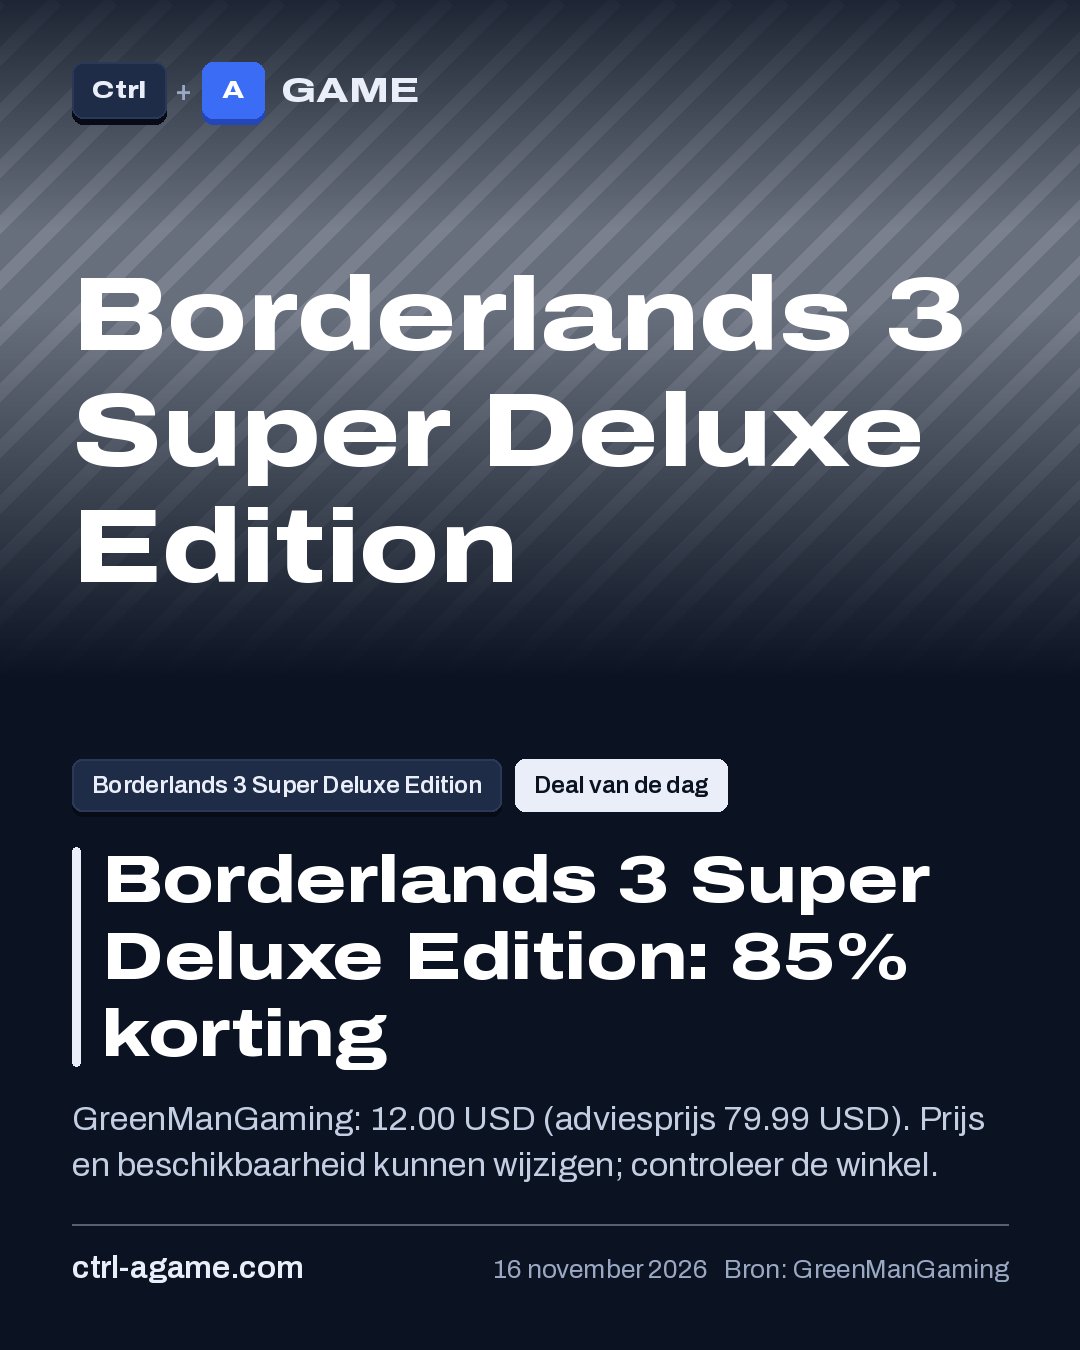 Ctrl + A GAME
Borderlands 3
Super Deluxe
Edition
Borderlands 3 Super Deluxe Edition Deal van de dag
Borderlands 3 Super
Deluxe Edition: 85%
korting
GreenManGaming: 12.00 USD (adviesprijs 79.99 USD). Prijs
en beschikbaarheid kunnen wijzigen; controleer de winkel.
ctrl-agame.com 16 november 2026 Bron: GreenManGaming